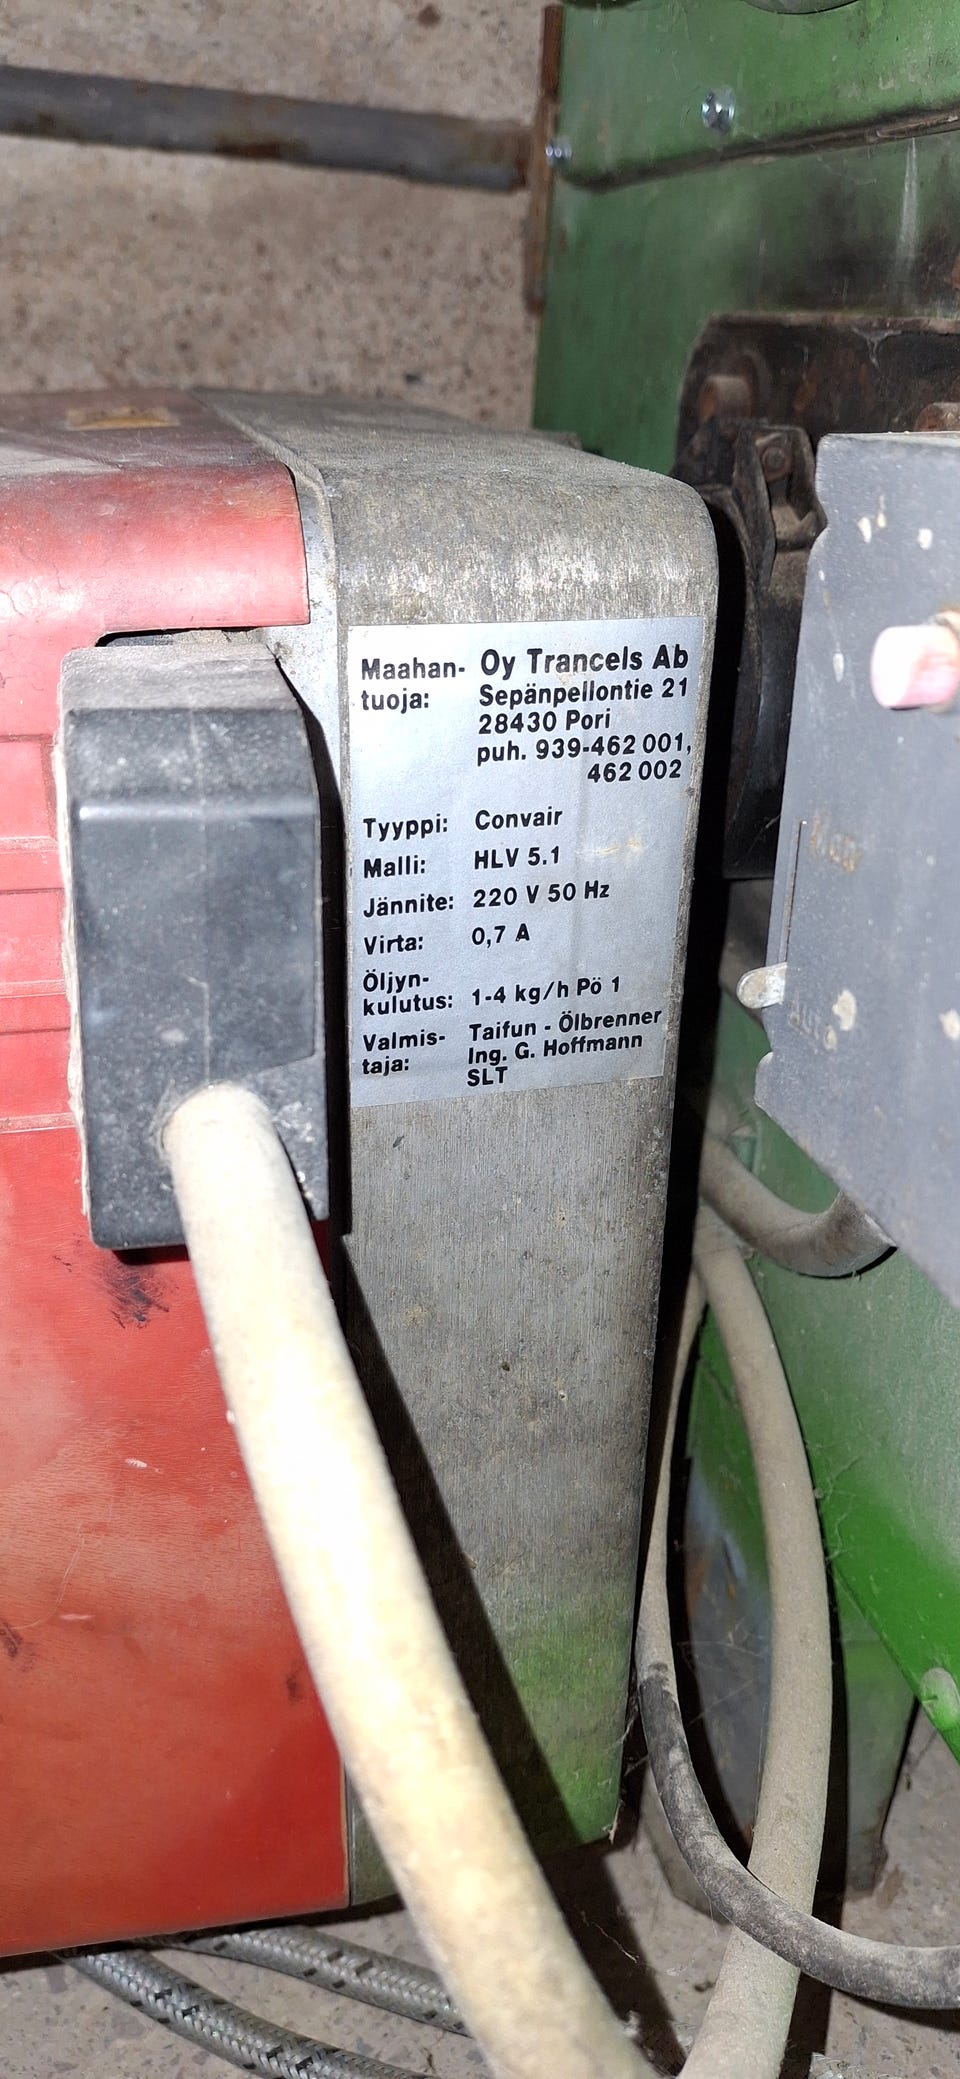 Maahan- Oy Trancels Ab
tuoja: Sepänpellontie 21
28430 Pori
puh. 939-462 001,
462 002
Tyyppi: Convair
Malli: HLV 5.1
Jännite: 220 V 50 Hz
Virta: 0,7 A
Öljyn-
kulutus: 1-4 kg/h Pö 1
Valmis- Taifun - Ölbrenner
taja: Ing. G. Hoffmann
SLT